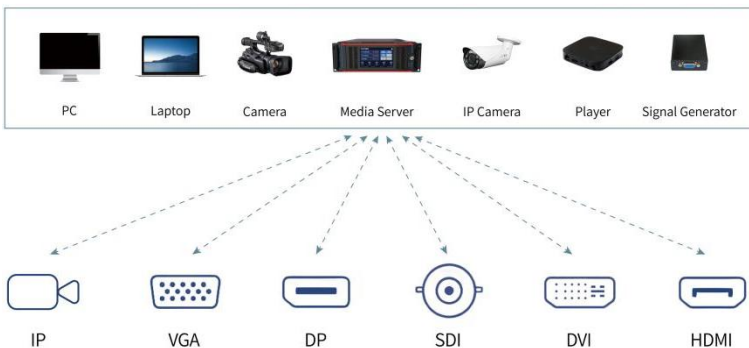 PC Laptop Camera Media Server IP Camera Player Signal Generator
IP VGA DP SDI DVI HDMI